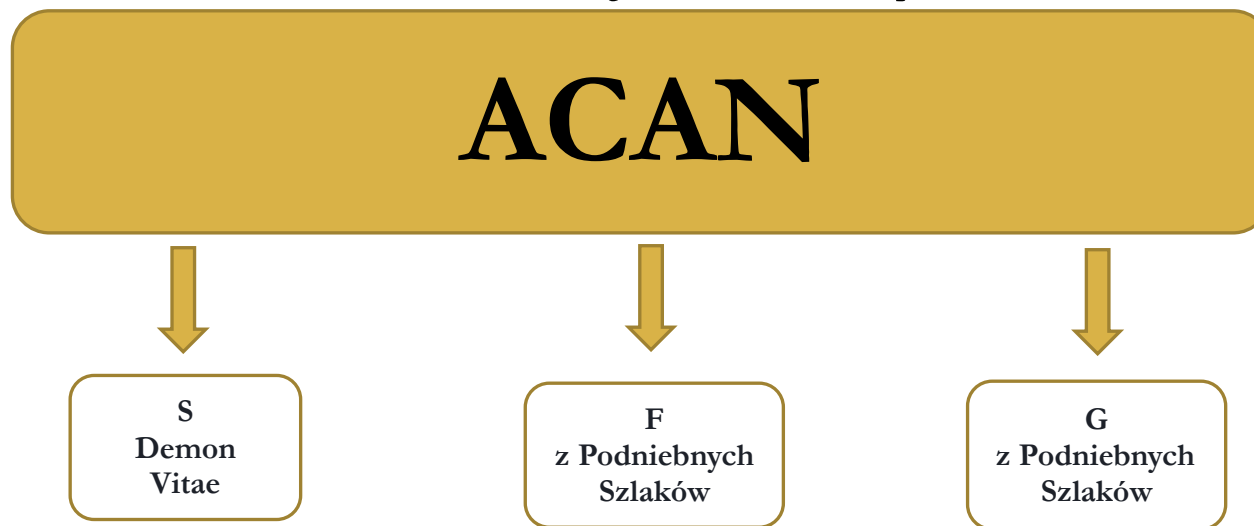 ACAN
S
Demon
Vitae
F
z Podniebnych
Szlaków
G
z Podniebnych
Szlaków